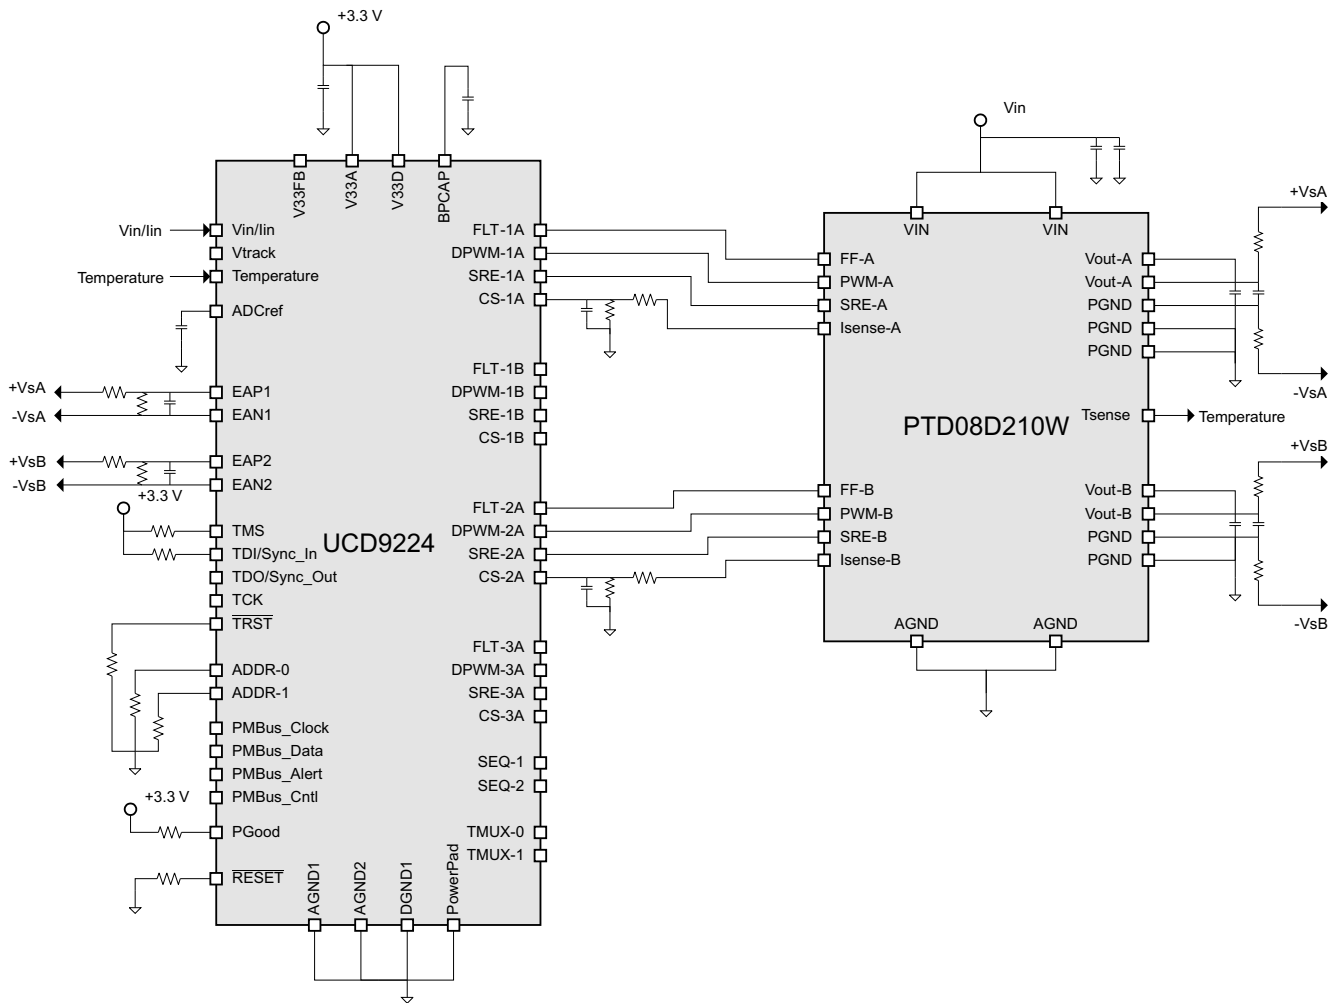 +3.3 V
V33FB
V33A
V33D
BPCAP
Vin/Iin
Vin/Iin
Vtrack
Temperature
Temperature
ADCref
+VsA
EAP1
-VsA
EAN1
+VsB
EAP2
-VsB
EAN2
+3.3 V
TMS
TDI/Sync_In
TDO/Sync_Out
TCK
TRST
ADDR-0
ADDR-1
PMBus_Clock
PMBus_Data
PMBus_Alert
PMBus_Cntl
+3.3 V
PGood
RESET
AGND1
AGND2
DGND1
PowerPad
UCD9224
FLT-1A
DPWM-1A
SRE-1A
CS-1A
FLT-1B
DPWM-1B
SRE-1B
CS-1B
FLT-2A
DPWM-2A
SRE-2A
CS-2A
FLT-3A
DPWM-3A
SRE-3A
CS-3A
SEQ-1
SEQ-2
TMUX-0
TMUX-1
Vin
VIN
VIN
FF-A
PWM-A
SRE-A
Isense-A
PTD08D210W
FF-B
PWM-B
SRE-B
Isense-B
AGND
AGND
Vout-A
Vout-A
PGND
PGND
PGND
Tsense
Temperature
Vout-B
Vout-B
PGND
PGND
+VsA
-VsA
+VsB
-VsB